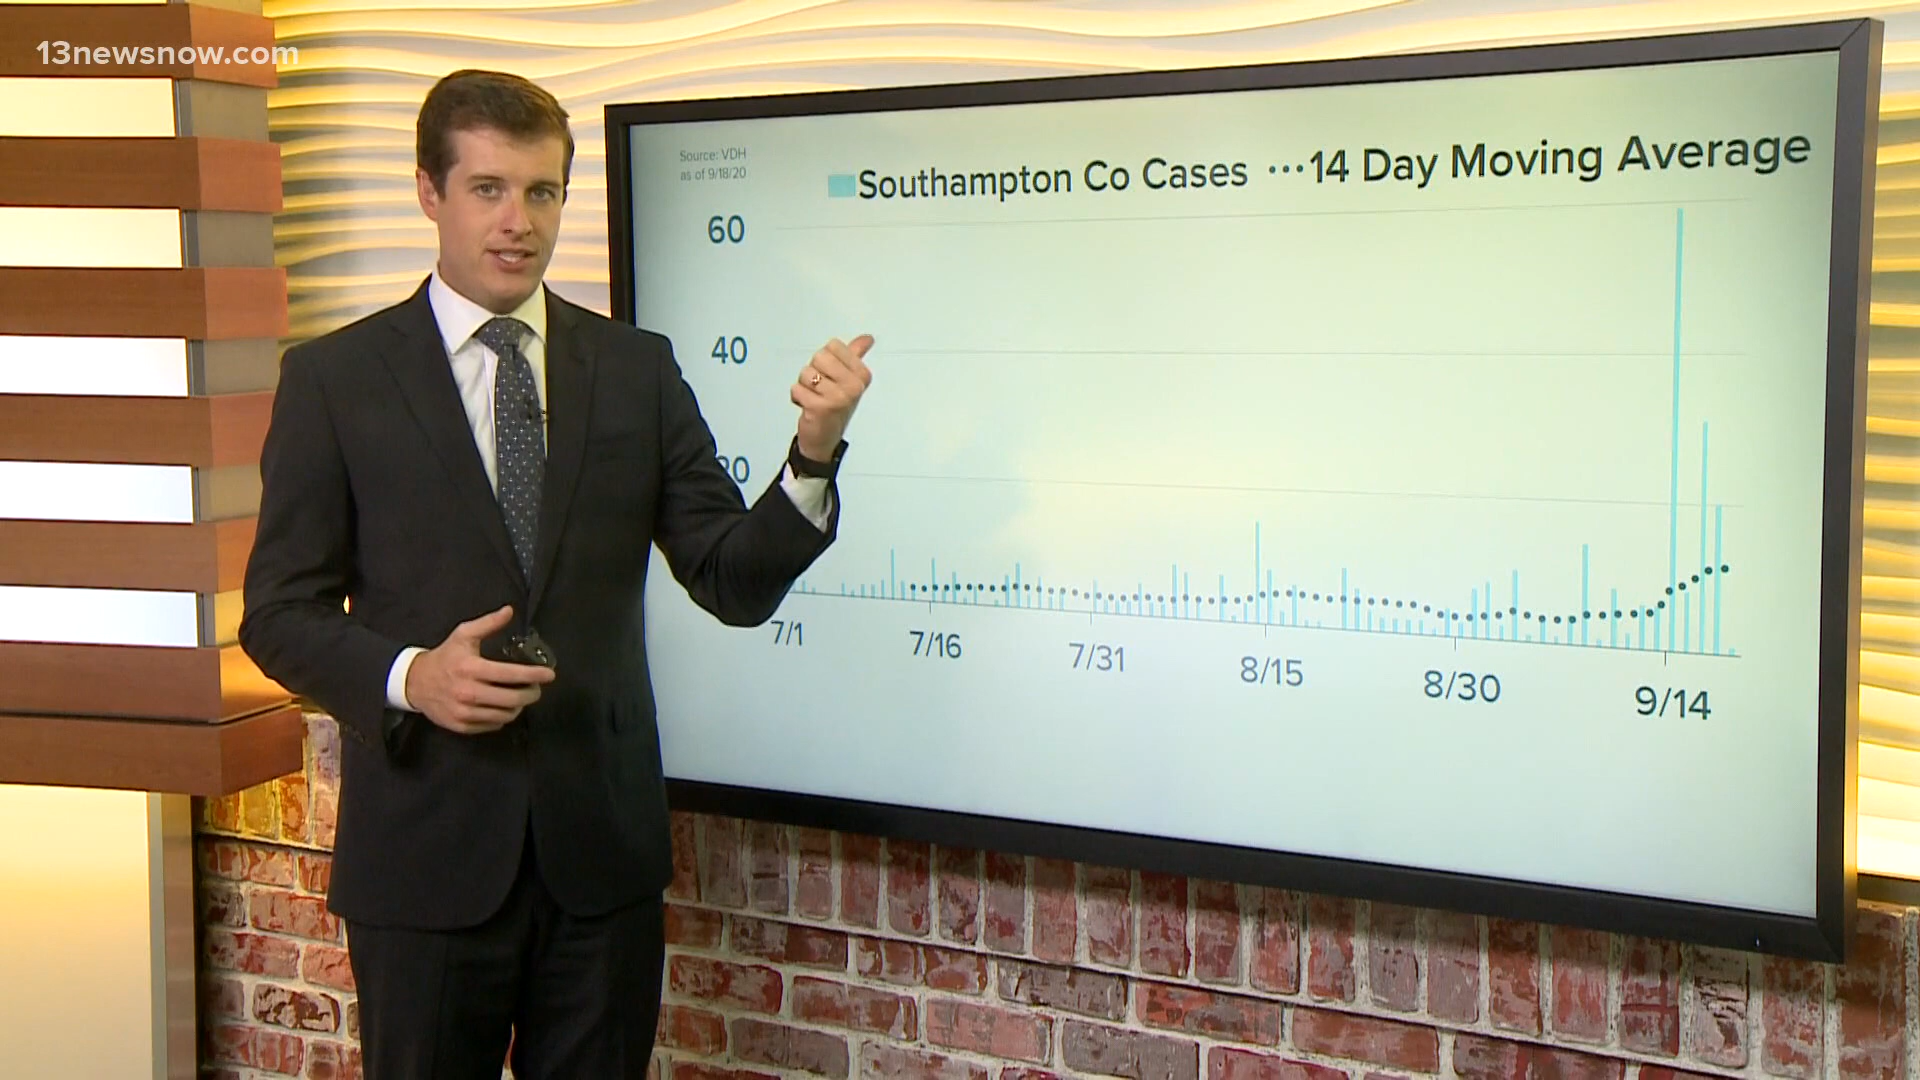 13newsnow.com
Source: VDH
as of 9/18/20
Southampton Co Cases ···14 Day Moving Average
60
40
20
7/1 7/16 7/31 8/15 8/30 9/14